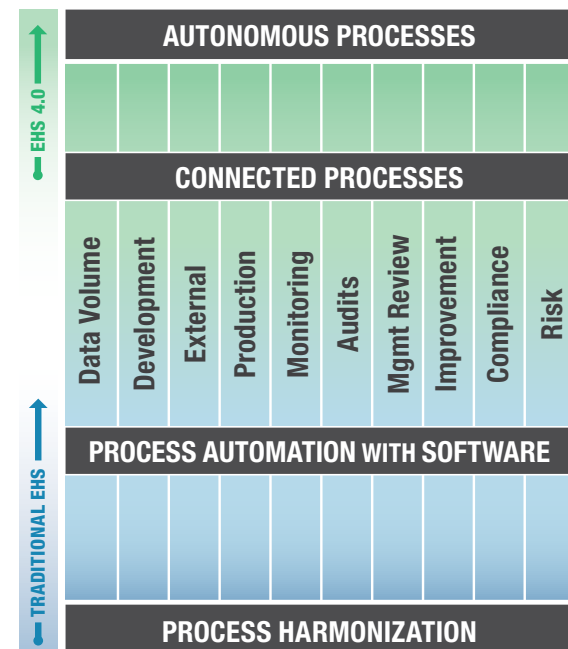 AUTONOMOUS PROCESSES
EHS 4.0
CONNECTED PROCESSES
Data Volume
Development
External
Production
Monitoring
Audits
Mgmt Review
Improvement
Compliance
Risk
PROCESS AUTOMATION WITH SOFTWARE
TRADITIONAL EHS
PROCESS HARMONIZATION